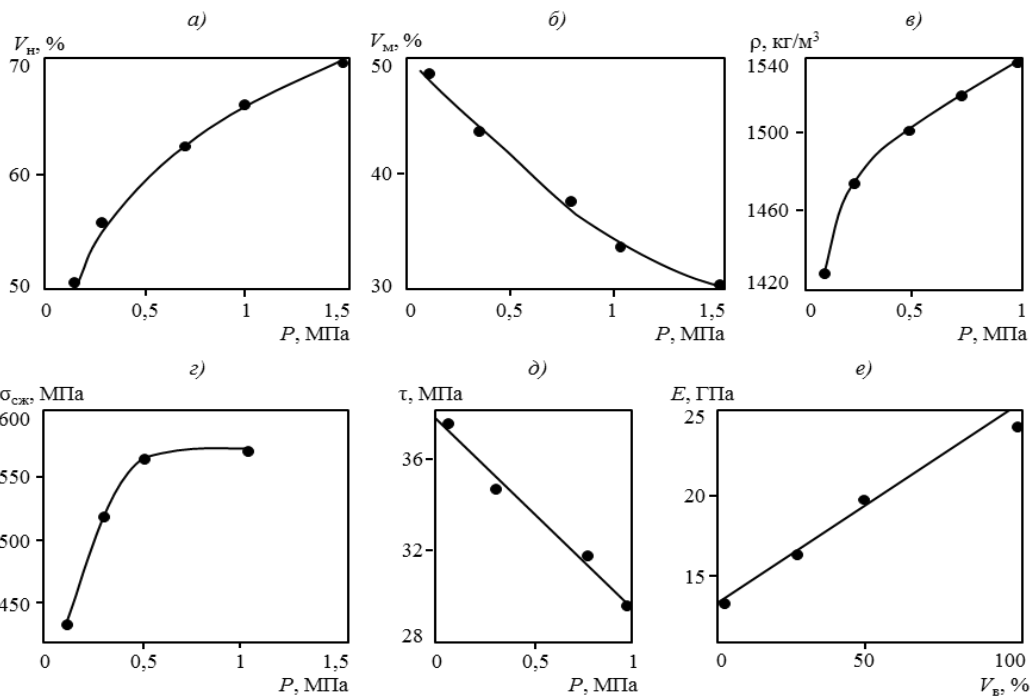 а)
б)
в)
Vн, %
Vм, %
ρ, кг/м³
70
60
50
0
0,5
1
1,5
P, МПа
50
40
30
0
0,5
1
1,5
P, МПа
1540
1500
1460
1420
0
0,5
1
P, МПа
г)
д)
е)
σсж, МПа
τ, МПа
E, ГПа
600
550
500
450
0
0,5
1
1,5
P, МПа
36
32
28
0
0,5
1
P, МПа
25
20
15
0
50
100
Vв, %